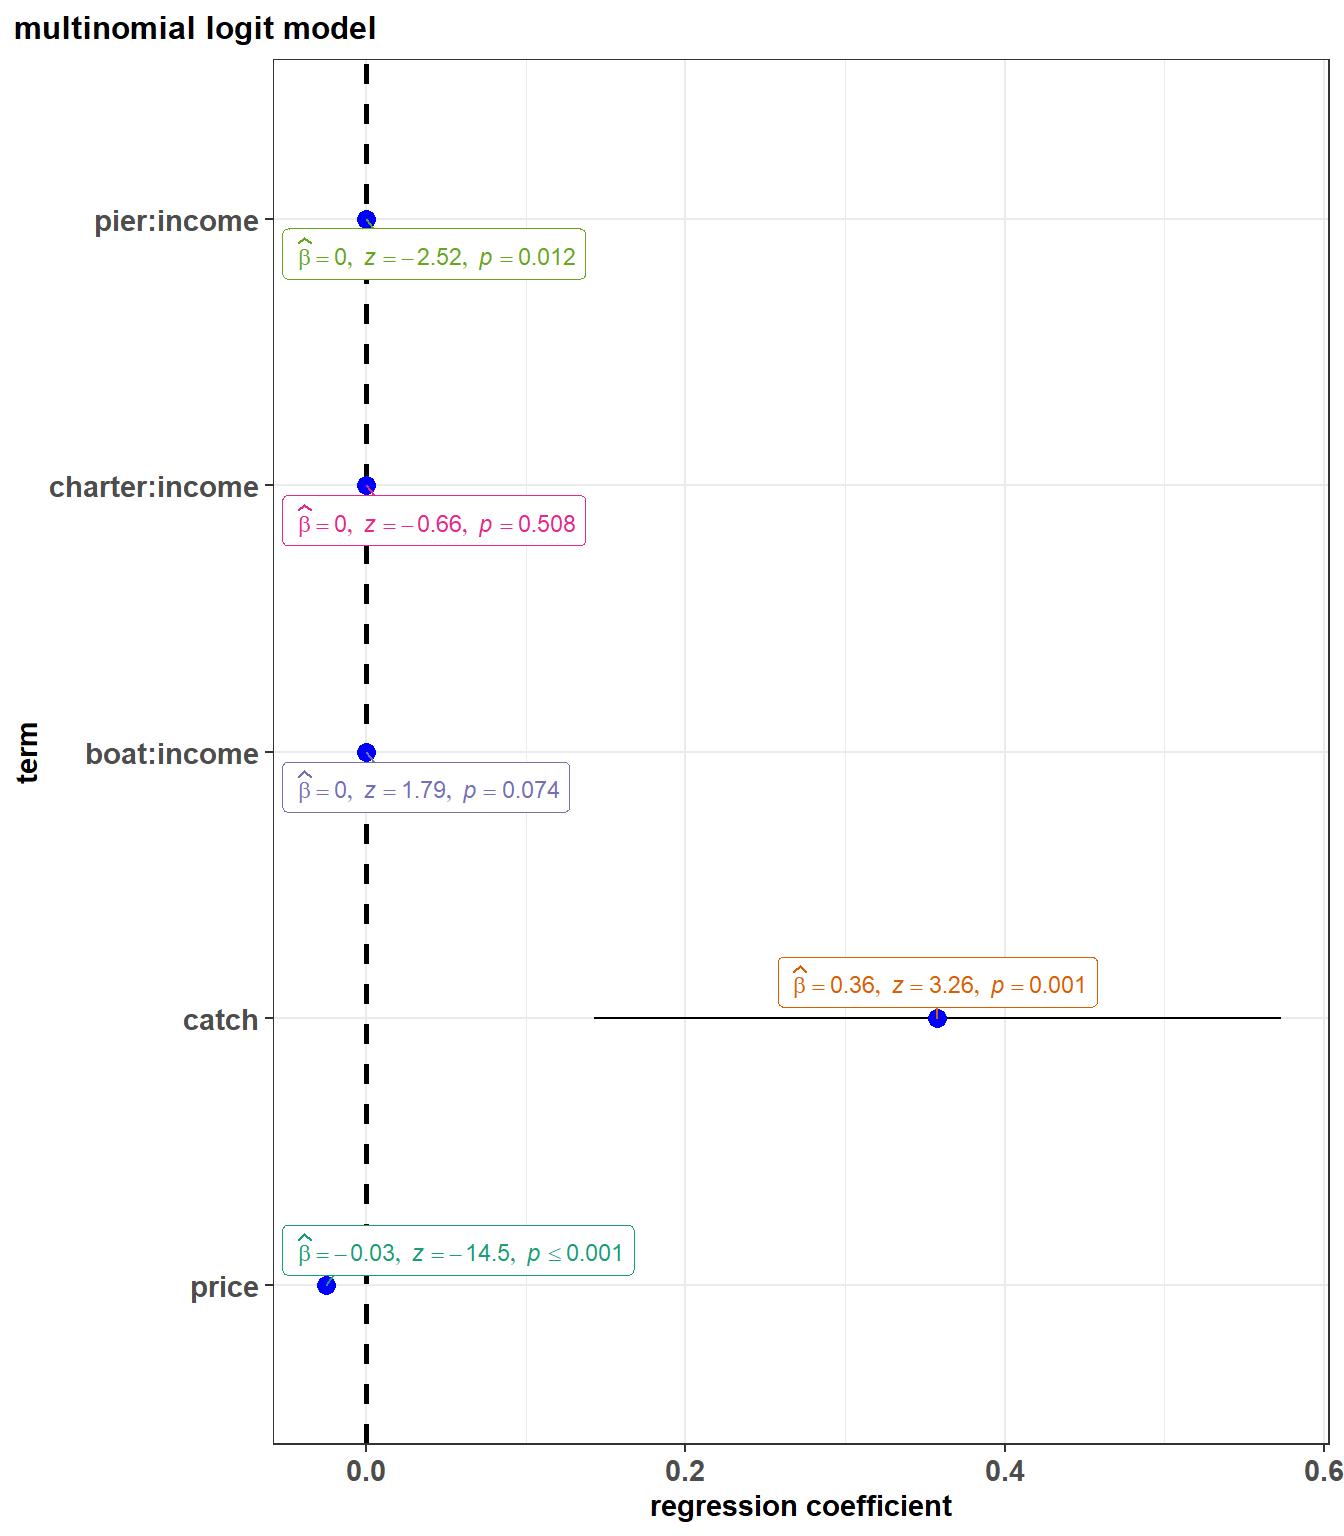 multinomial logit model
pier:income
β̂ = 0, z = −2.52, p = 0.012
charter:income
β̂ = 0, z = −0.66, p = 0.508
boat:income
β̂ = 0, z = 1.79, p = 0.074
term
β̂ = 0.36, z = 3.26, p = 0.001
catch
β̂ = −0.03, z = −14.5, p ≤ 0.001
price
0.0 0.2 0.4 0.6
regression coefficient